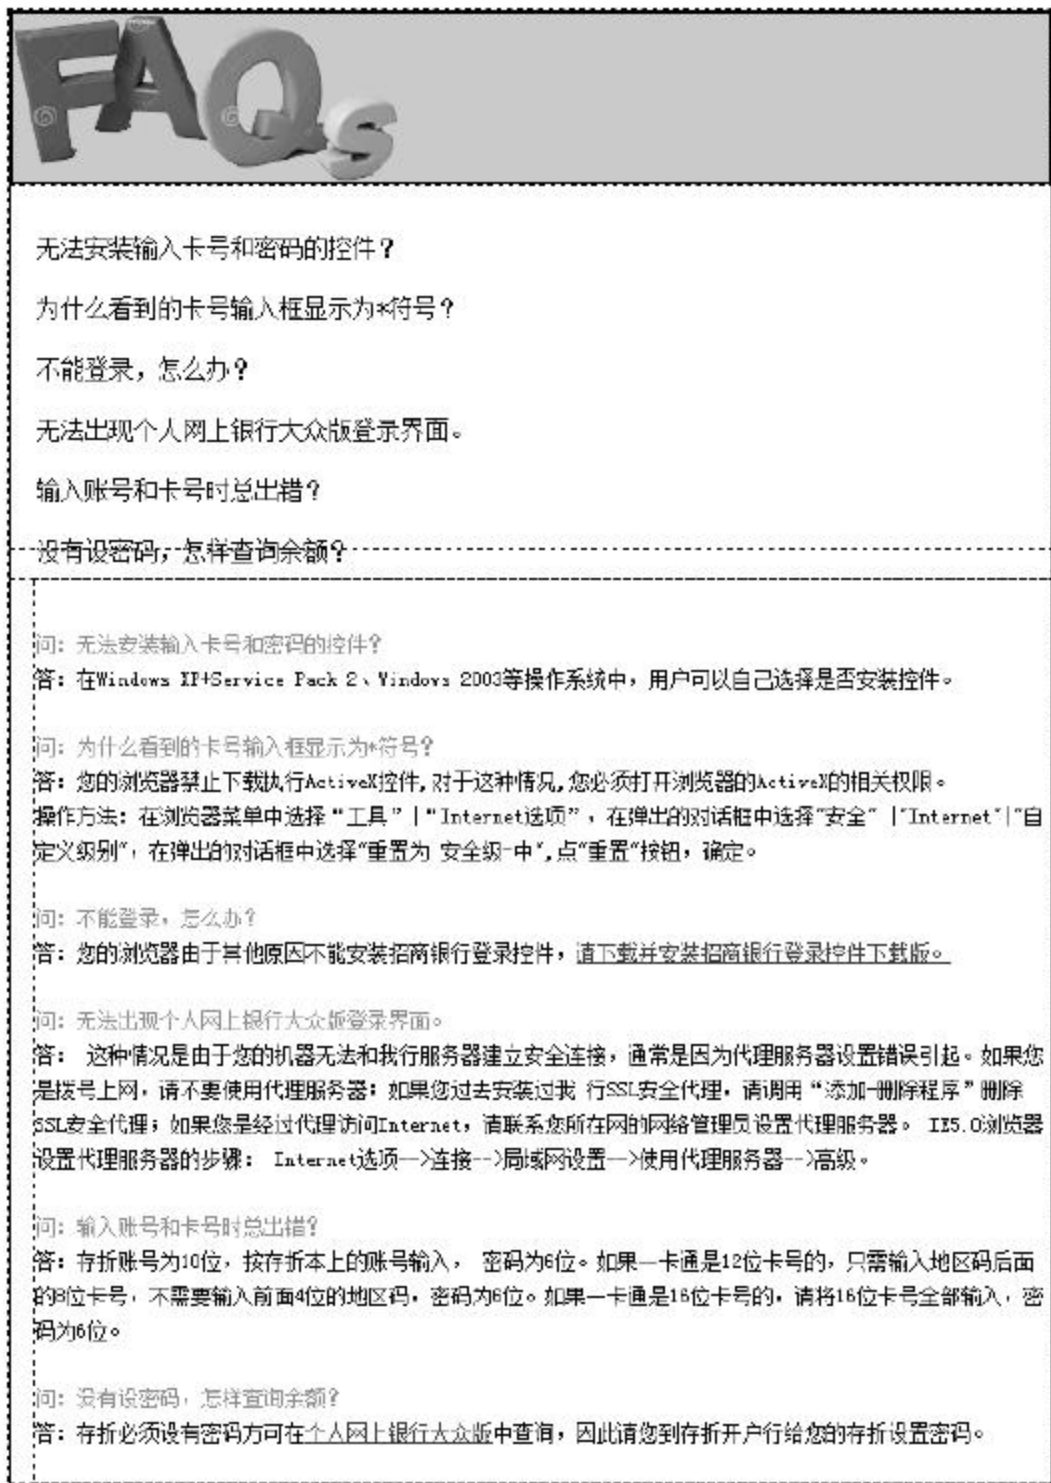 FAQs
无法安装输入卡号和密码的控件？
为什么看到的卡号输入框显示为*符号？
不能登录，怎么办？
无法出现个人网上银行大众版登录界面。
输入账号和卡号时总出错？
没有设密码，怎样查询余额？
问：无法安装输入卡号和密码的控件？
答：在Windows XP+Service Pack 2、Windows 2003等操作系统中，用户可以自己选择是否安装控件。
问：为什么看到的卡号输入框显示为*符号？
答：您的浏览器禁止下载执行ActiveX控件,对于这种情况,您必须打开浏览器的ActiveX的相关权限。
操作方法：在浏览器菜单中选择“工具”|“Internet选项”，在弹出的对话框中选择"安全" |"Internet"|"自
定义级别"，在弹出的对话框中选择"重置为 安全级-中",点"重置"按钮，确定。
问：不能登录，怎么办？
答：您的浏览器由于其他原因不能安装招商银行登录控件，请下载并安装招商银行登录控件下载版。
问：无法出现个人网上银行大众版登录界面。
答： 这种情况是由于您的机器无法和我行服务器建立安全连接，通常是因为代理服务器设置错误引起。如果您
是拨号上网，请不要使用代理服务器；如果您过去安装过我 行SSL安全代理，请调用“添加-删除程序”删除
SSL安全代理；如果您是经过代理访问Internet，请联系您所在网的网络管理员设置代理服务器。 IE5.0浏览器
设置代理服务器的步骤： Internet选项-->连接-->局域网设置-->使用代理服务器-->高级。
问：输入账号和卡号时总出错？
答：存折账号为10位，按存折本上的账号输入， 密码为6位。如果一卡通是12位卡号的，只需输入地区码后面
的8位卡号，不需要输入前面4位的地区码，密码为6位。如果一卡通是16位卡号的，请将16位卡号全部输入，密
码为6位。
问：没有设密码，怎样查询余额？
答：存折必须设有密码方可在个人网上银行大众版中查询，因此请您到存折开户行给您的存折设置密码。